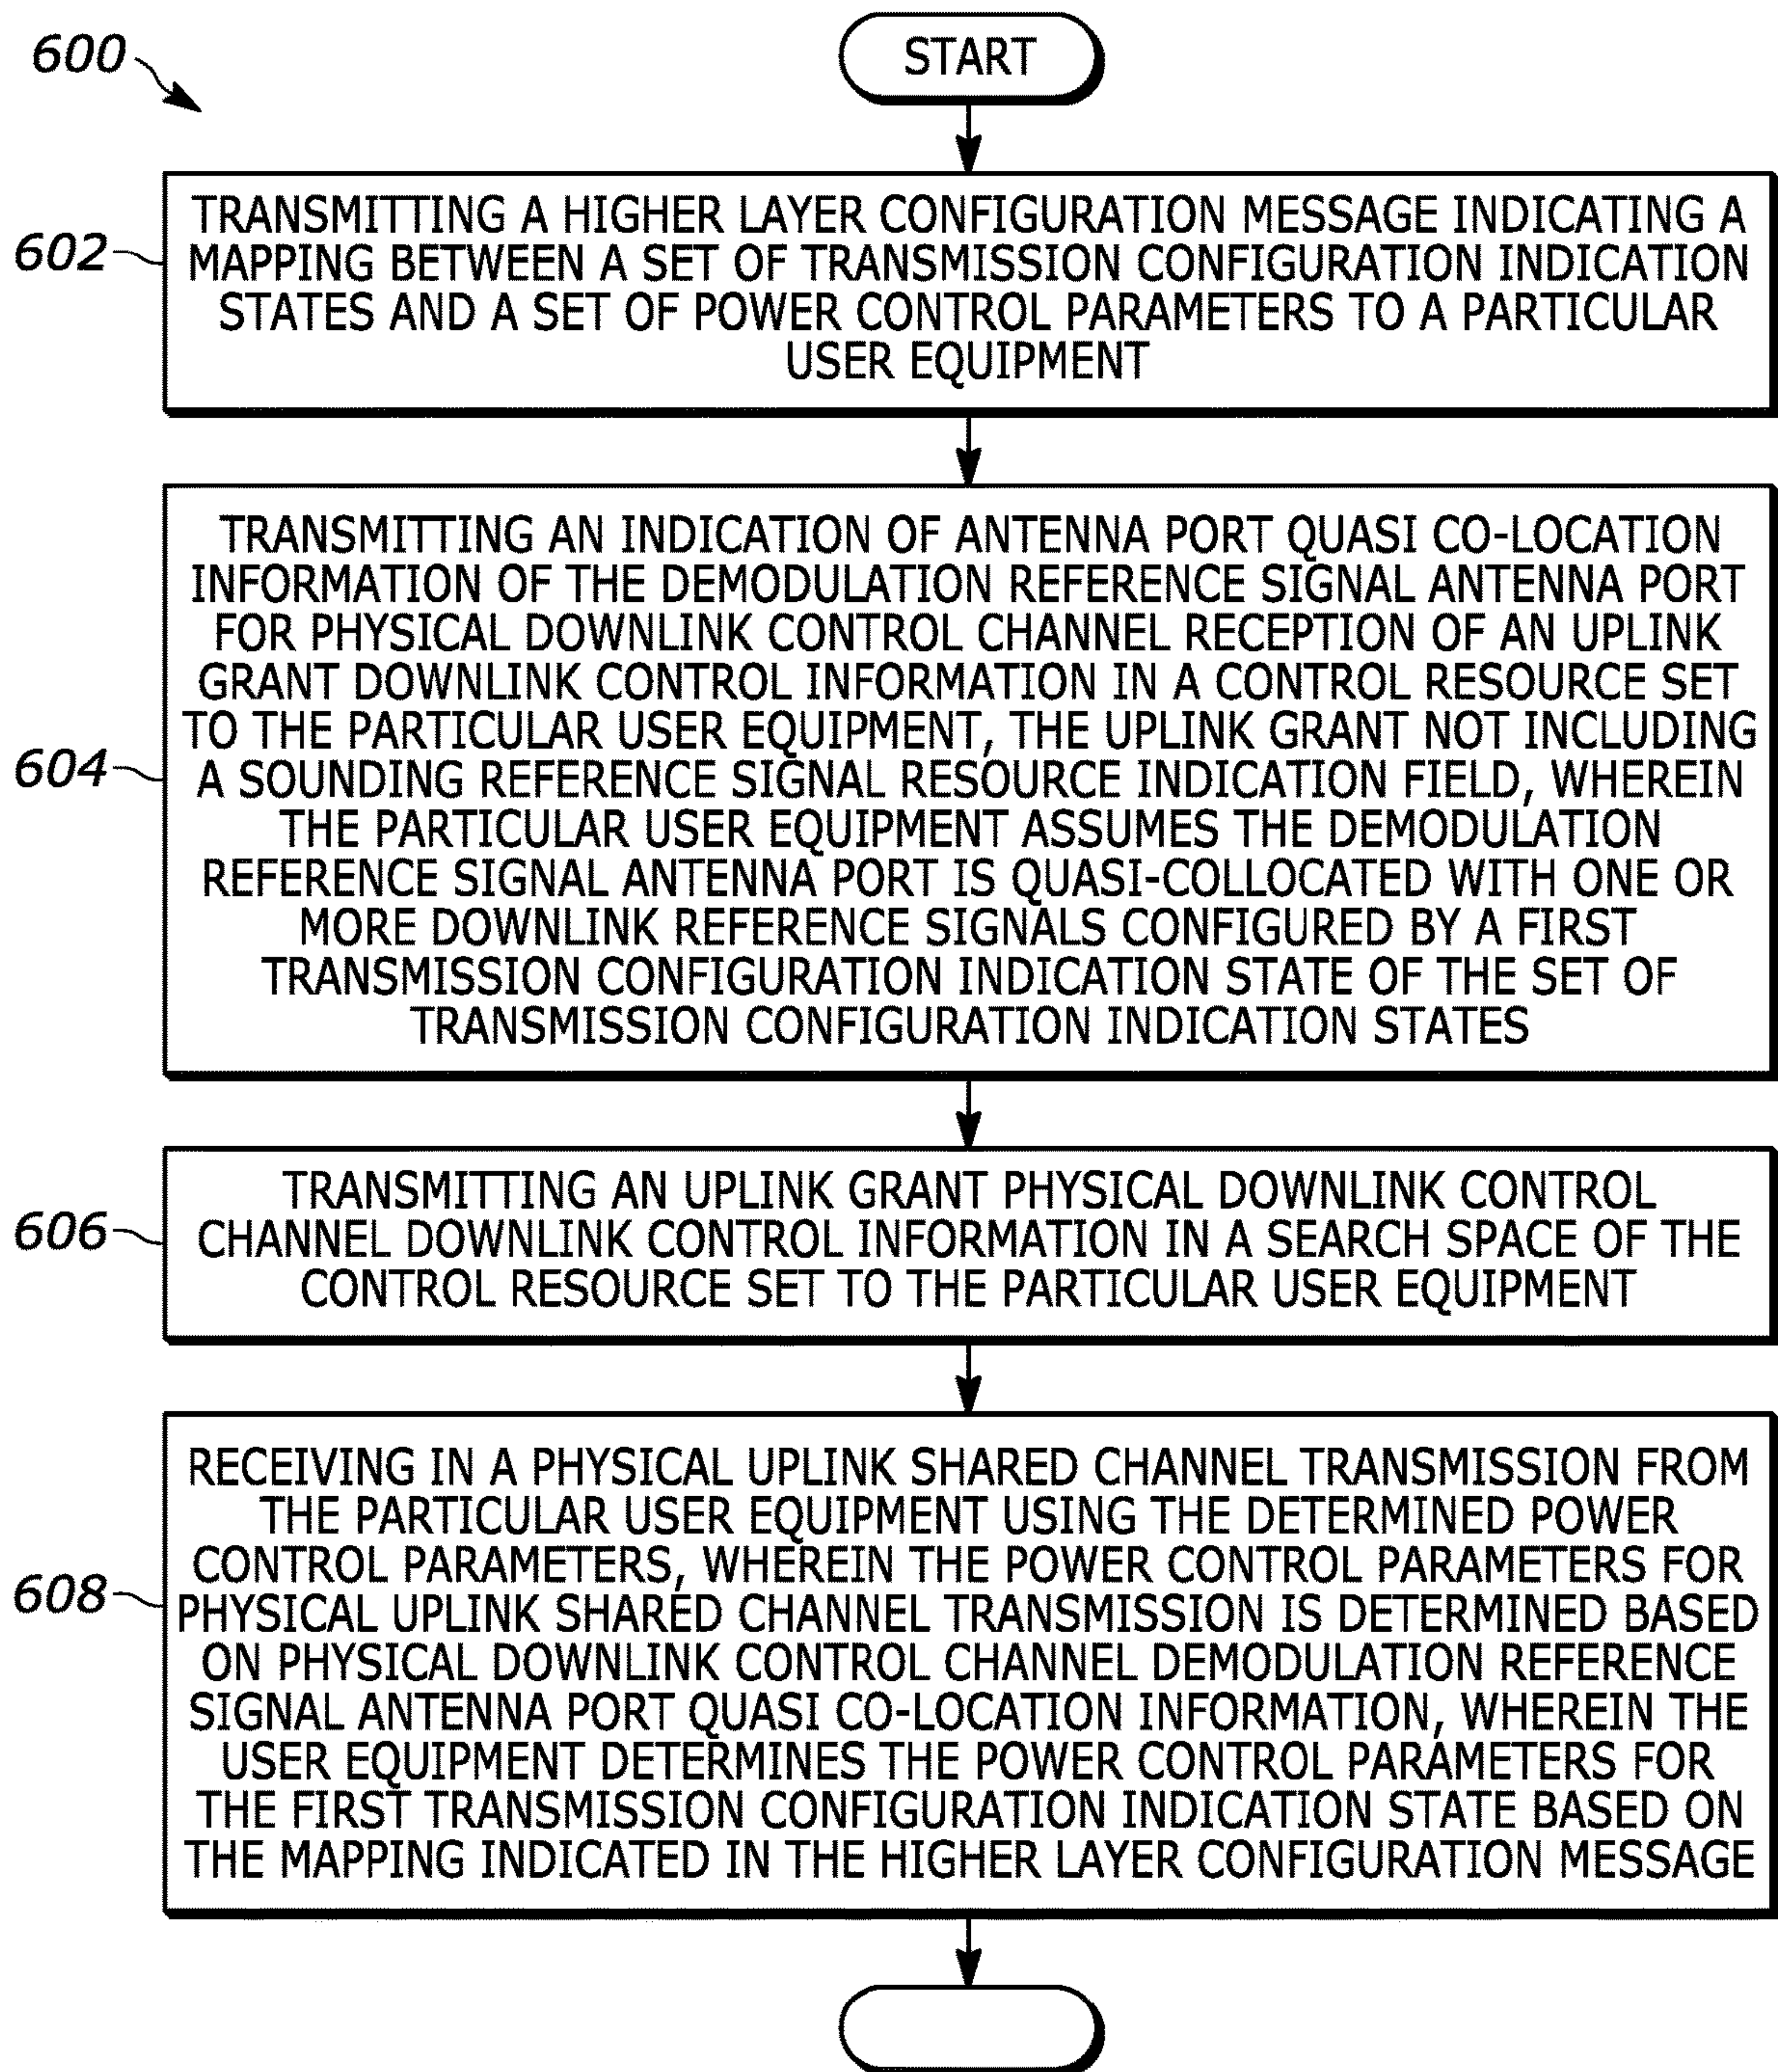 600
START
602
TRANSMITTING A HIGHER LAYER CONFIGURATION MESSAGE INDICATING A
MAPPING BETWEEN A SET OF TRANSMISSION CONFIGURATION INDICATION
STATES AND A SET OF POWER CONTROL PARAMETERS TO A PARTICULAR
USER EQUIPMENT
604
TRANSMITTING AN INDICATION OF ANTENNA PORT QUASI CO-LOCATION
INFORMATION OF THE DEMODULATION REFERENCE SIGNAL ANTENNA PORT
FOR PHYSICAL DOWNLINK CONTROL CHANNEL RECEPTION OF AN UPLINK
GRANT DOWNLINK CONTROL INFORMATION IN A CONTROL RESOURCE SET
TO THE PARTICULAR USER EQUIPMENT, THE UPLINK GRANT NOT INCLUDING
A SOUNDING REFERENCE SIGNAL RESOURCE INDICATION FIELD, WHEREIN
THE PARTICULAR USER EQUIPMENT ASSUMES THE DEMODULATION
REFERENCE SIGNAL ANTENNA PORT IS QUASI-COLLOCATED WITH ONE OR
MORE DOWNLINK REFERENCE SIGNALS CONFIGURED BY A FIRST
TRANSMISSION CONFIGURATION INDICATION STATE OF THE SET OF
TRANSMISSION CONFIGURATION INDICATION STATES
606
TRANSMITTING AN UPLINK GRANT PHYSICAL DOWNLINK CONTROL
CHANNEL DOWNLINK CONTROL INFORMATION IN A SEARCH SPACE OF THE
CONTROL RESOURCE SET TO THE PARTICULAR USER EQUIPMENT
608
RECEIVING IN A PHYSICAL UPLINK SHARED CHANNEL TRANSMISSION FROM
THE PARTICULAR USER EQUIPMENT USING THE DETERMINED POWER
CONTROL PARAMETERS, WHEREIN THE POWER CONTROL PARAMETERS FOR
PHYSICAL UPLINK SHARED CHANNEL TRANSMISSION IS DETERMINED BASED
ON PHYSICAL DOWNLINK CONTROL CHANNEL DEMODULATION REFERENCE
SIGNAL ANTENNA PORT QUASI CO-LOCATION INFORMATION, WHEREIN THE
USER EQUIPMENT DETERMINES THE POWER CONTROL PARAMETERS FOR
THE FIRST TRANSMISSION CONFIGURATION INDICATION STATE BASED ON
THE MAPPING INDICATED IN THE HIGHER LAYER CONFIGURATION MESSAGE